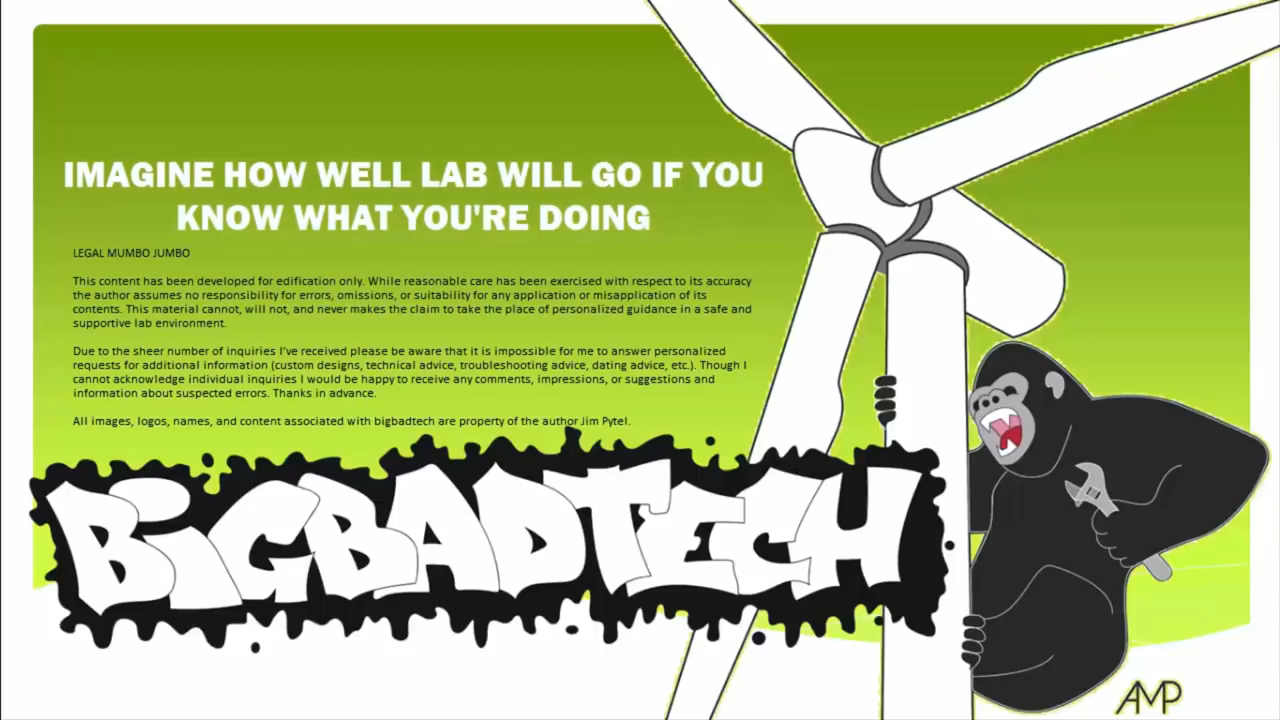 IMAGINE HOW WELL LAB WILL GO IF YOU
KNOW WHAT YOU'RE DOING
LEGAL MUMBO JUMBO
This content has been developed for edification only. While reasonable care has been exercised with respect to its accuracy
the author assumes no responsibility for errors, omissions, or suitability for any application or misapplication of its
contents. This material cannot, will not, and never makes the claim to take the place of personalized guidance in a safe and
supportive lab environment.
Due to the sheer number of inquiries I've received please be aware that it is impossible for me to answer personalized
requests for additional information (custom designs, technical advice, troubleshooting advice, dating advice, etc.). Though I
cannot acknowledge individual inquiries I would be happy to receive any comments, impressions, or suggestions and
information about suspected errors. Thanks in advance.
All images, logos, names, and content associated with bigbadtech are property of the author Jim Pytel.
BiGBADTECH
AMP